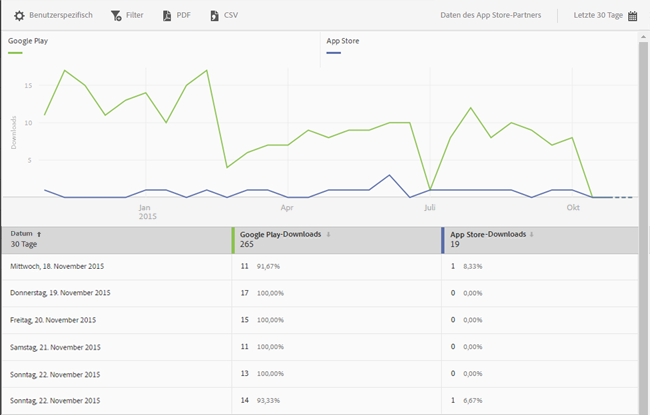 Benutzerspezifisch Filter PDF CSV Daten des App Store-Partners Letzte 30 Tage
Google Play App Store
Downloads
15
10
5
Jan Apr Juli Okt
2015
Datum Google Play-Downloads App Store-Downloads
30 Tage 265 19
Mittwoch, 18. November 2015 11 91,67% 1 8,33%
Donnerstag, 19. November 2015 17 100,00% 0 0,00%
Freitag, 20. November 2015 15 100,00% 0 0,00%
Samstag, 21. November 2015 11 100,00% 0 0,00%
Sonntag, 22. November 2015 13 100,00% 0 0,00%
Sonntag, 22. November 2015 14 93,33% 1 6,67%